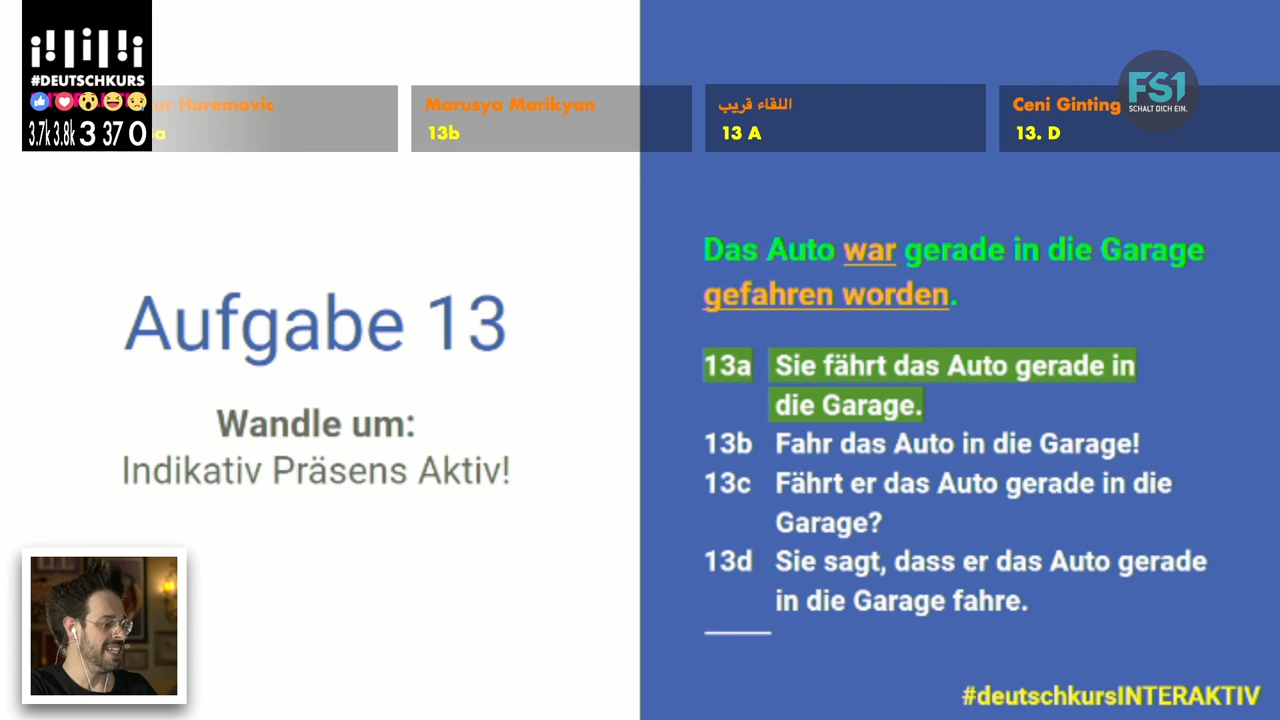 #DEUTSCHKURS
3.7k 3.8k 3 37 0
ur Huremovic
a
Marusya Marikyan
13b
اللقاء قريب
13 A
Ceni Ginting
13. D
FS1
SCHALT DICH EIN.
Aufgabe 13
Wandle um:
Indikativ Präsens Aktiv!
Das Auto war gerade in die Garage
gefahren worden.
13a Sie fährt das Auto gerade in
die Garage.
13b Fahr das Auto in die Garage!
13c Fährt er das Auto gerade in die
Garage?
13d Sie sagt, dass er das Auto gerade
in die Garage fahre.
#deutschkursINTERAKTIV